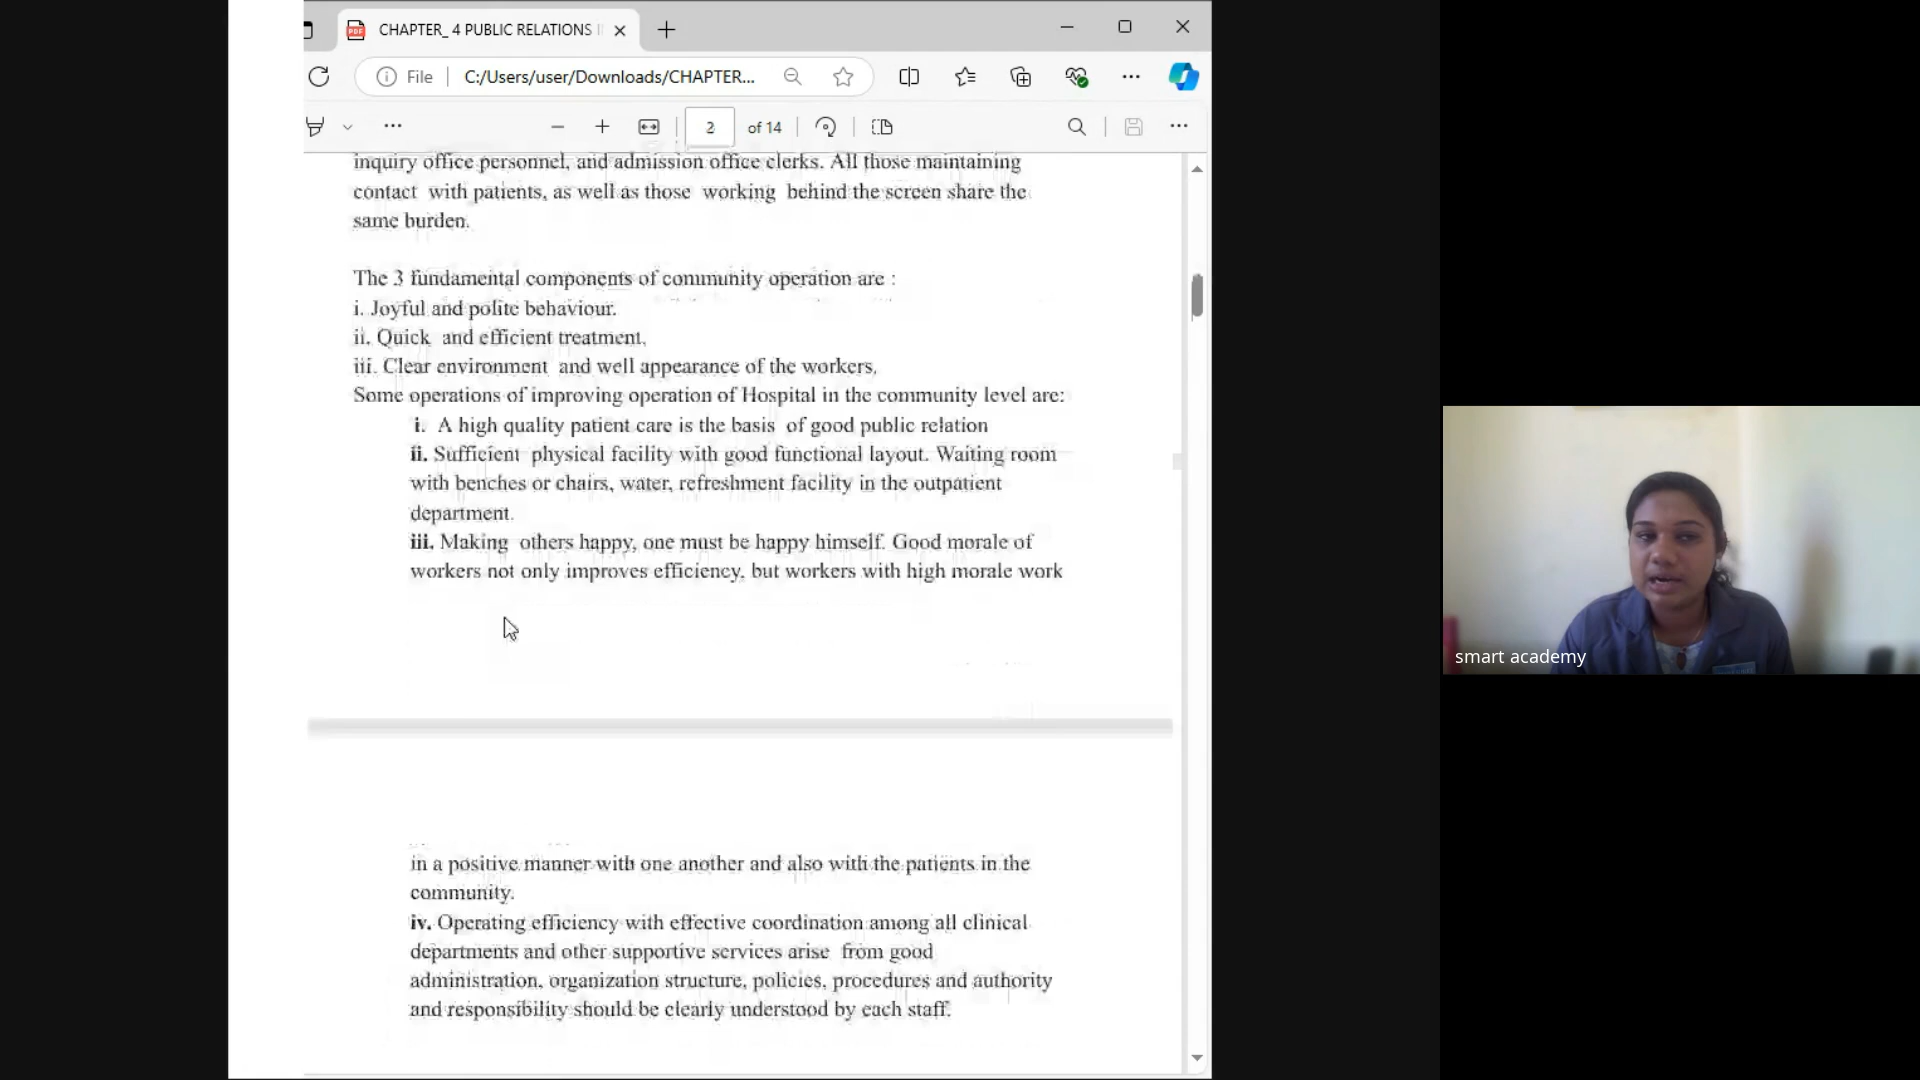 CHAPTER_ 4 PUBLIC RELATIONS
File
C:/Users/user/Downloads/CHAPTER...
2 of 14
inquiry office personnel, and admission office clerks. All those maintaining
contact with patients, as well as those working behind the screen share the
same burden.
The 3 fundamental components of community operation are :
i. Joyful and polite behaviour.
ii. Quick and efficient treatment.
iii. Clear environment and well appearance of the workers.
Some operations of improving operation of Hospital in the community level are:
i. A high quality patient care is the basis of good public relation
ii. Sufficient physical facility with good functional layout. Waiting room
with benches or chairs, water, refreshment facility in the outpatient
department.
iii. Making others happy, one must be happy himself. Good morale of
workers not only improves efficiency, but workers with high morale work
in a positive manner with one another and also with the patients in the
community.
iv. Operating efficiency with effective coordination among all clinical
departments and other supportive services arise from good
administration, organization structure, policies, procedures and authority
and responsibility should be clearly understood by each staff.
smart academy